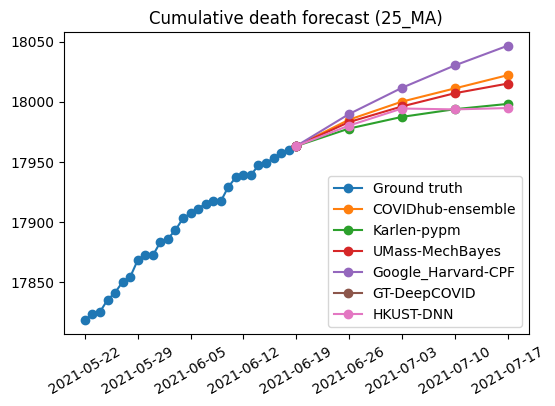 Cumulative death forecast (25_MA)
18050
18000
17950
17900
17850
Ground truth
COVIDhub-ensemble
Karlen-pypm
UMass-MechBayes
Google_Harvard-CPF
GT-DeepCOVID
HKUST-DNN
2021-05-22
2021-05-29
2021-06-05
2021-06-12
2021-06-19
2021-06-26
2021-07-03
2021-07-10
2021-07-17